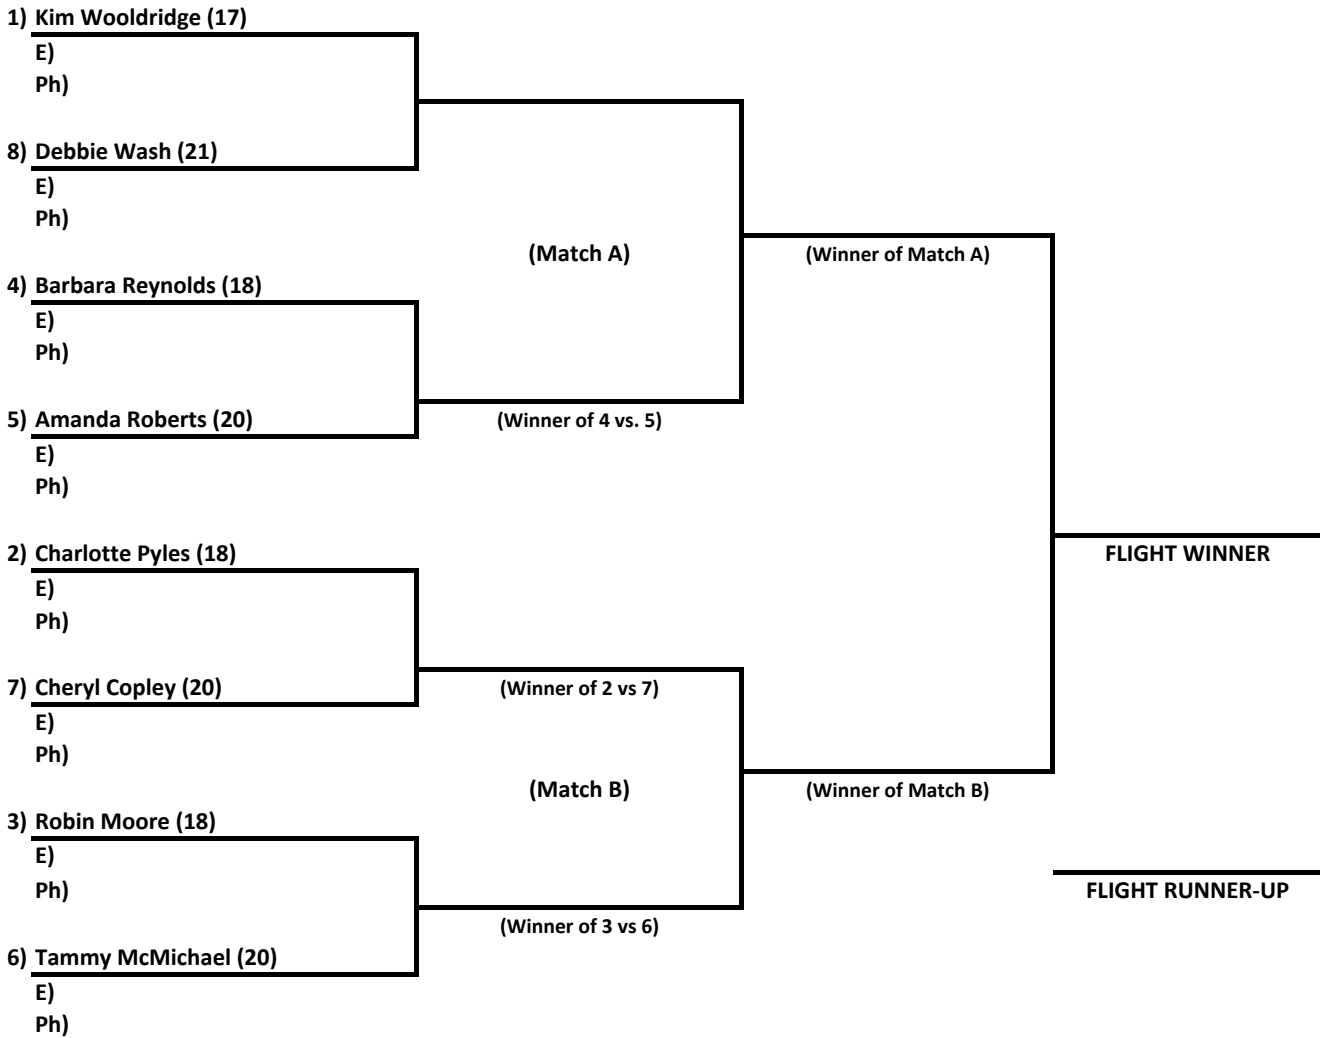 1) Kim Wooldridge (17)
E)
Ph)
8) Debbie Wash (21)
E)
Ph)
(Match A)
(Winner of Match A)
4) Barbara Reynolds (18)
E)
Ph)
5) Amanda Roberts (20)
(Winner of 4 vs. 5)
E)
Ph)
2) Charlotte Pyles (18)
FLIGHT WINNER
E)
Ph)
7) Cheryl Copley (20)
(Winner of 2 vs 7)
E)
Ph)
(Match B)
(Winner of Match B)
3) Robin Moore (18)
E)
Ph)
FLIGHT RUNNER-UP
(Winner of 3 vs 6)
6) Tammy McMichael (20)
E)
Ph)